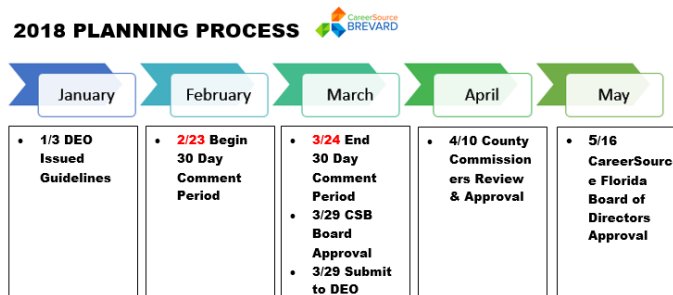 2018 PLANNING PROCESS
CareerSource
BREVARD
January
February
March
April
May
• 1/3 DEO
Issued
Guidelines
• 2/23 Begin
30 Day
Comment
Period
• 3/24 End
30 Day
Comment
Period
• 3/29 CSB
Board
Approval
• 3/29 Submit
to DEO
• 4/10 County
Commission
ers Review
& Approval
• 5/16
CareerSourc
e Florida
Board of
Directors
Approval